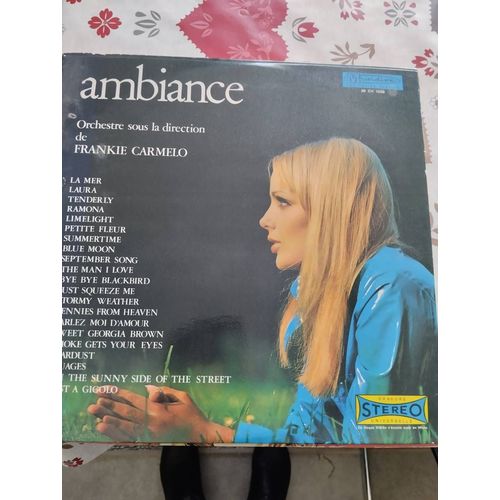 ambiance
Orchestre sous la direction
de
FRANKIE CARMELO
LA MER
LAURA
TENDERLY
RAMONA
LIMELIGHT
PETITE FLEUR
SUMMERTIME
BLUE MOON
SEPTEMBER SONG
THE MAN I LOVE
BYE BYE BLACKBIRD
UST SQUEEZE ME
TORMY WEATHER
ENNIES FROM HEAVEN
ARLEZ MOI D'AMOUR
WEET GEORGIA BROWN
MOKE GETS YOUR EYES
ARDUST
UAGES
THE SUNNY SIDE OF THE STREET
ST A GIGOLO
GRAVURE
STEREO
UNIVERSELLE